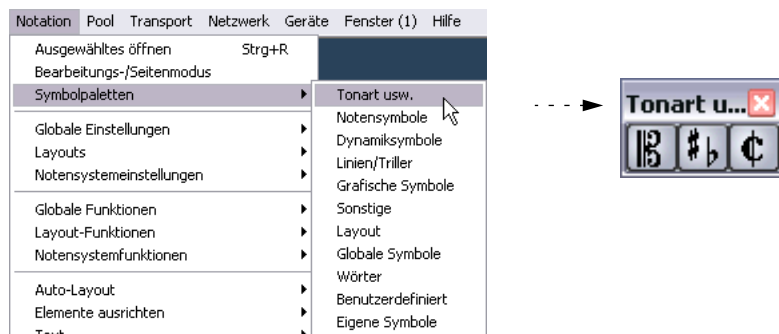 Notation Pool Transport Netzwerk Geräte Fenster (1) Hilfe
Ausgewähltes öffnen Strg+R
Bearbeitungs-/Seitenmodus
Symbolpaletten
Globale Einstellungen
Layouts
Notensystemeinstellungen
Globale Funktionen
Layout-Funktionen
Notensystemfunktionen
Auto-Layout
Elemente ausrichten
Text
Tonart usw.
Notensymbole
Dynamiksymbole
Linien/Triller
Grafische Symbole
Sonstige
Layout
Globale Symbole
Wörter
Benutzerdefiniert
Eigene Symbole
Tonart u...